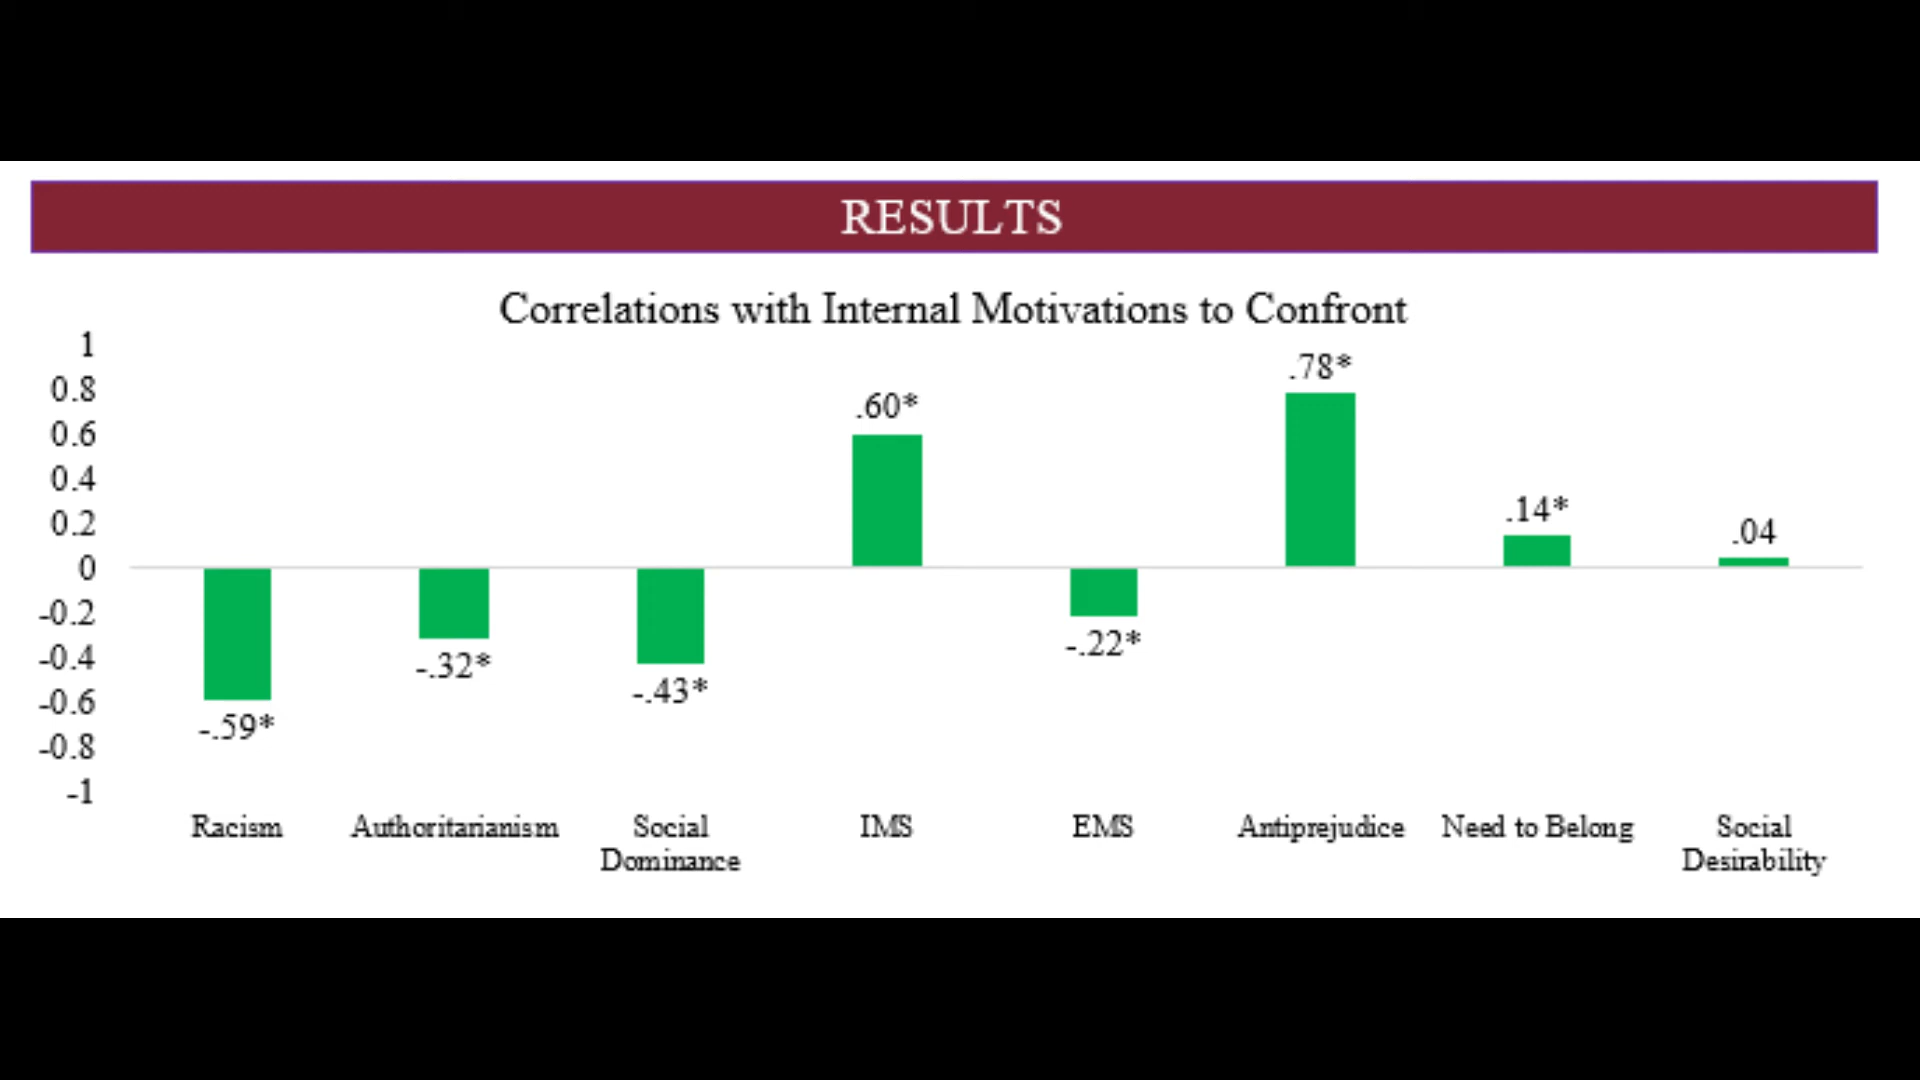 RESULTS
Correlations with Internal Motivations to Confront
1
0.8
0.6
0.4
0.2
0
-0.2
-0.4
-0.6
-0.8
-1
-.59*
-.32*
-.43*
.60*
-.22*
.78*
.14*
.04
Racism
Authoritarianism
Social
Dominance
IMS
EMS
Antiprejudice
Need to Belong
Social
Desirability